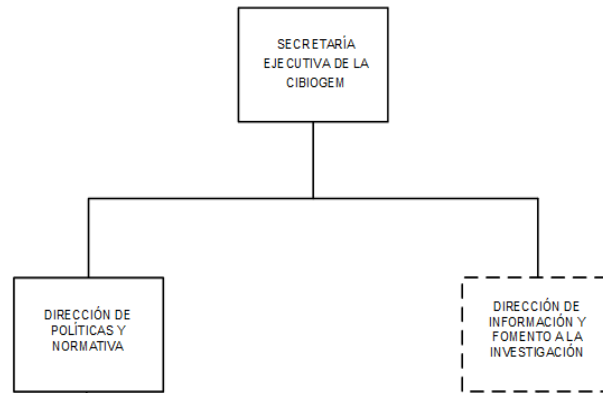 SECRETARÍA
EJECUTIVA DE LA
CIBIOGEM
DIRECCIÓN DE
POLÍTICAS Y
NORMATIVA
DIRECCIÓN DE
INFORMACIÓN Y
FOMENTO A LA
INVESTIGACIÓN